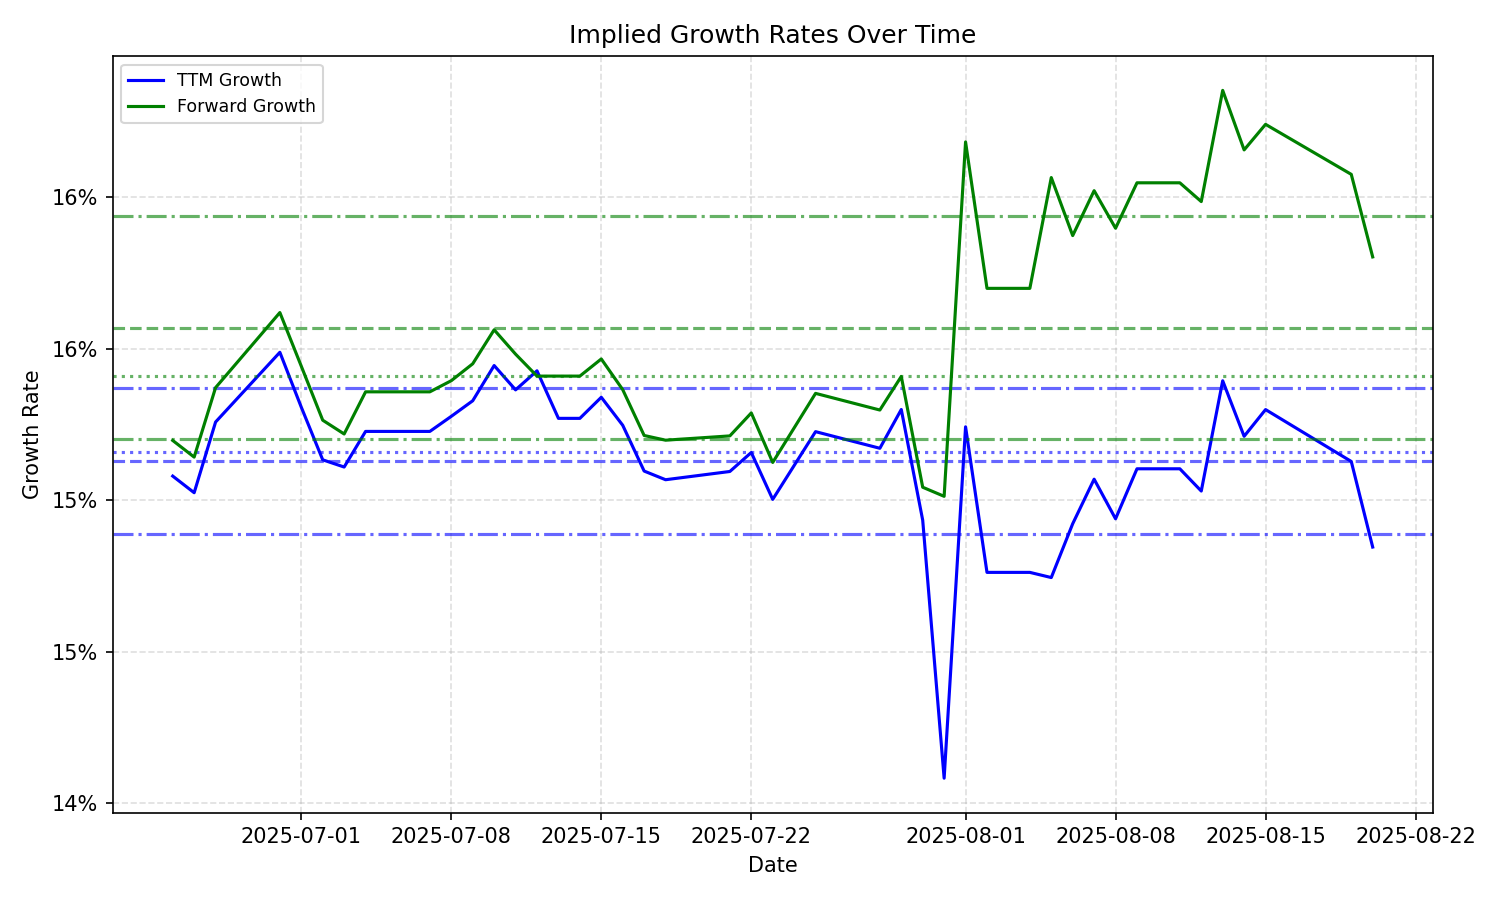 Implied Growth Rates Over Time
TTM Growth
Forward Growth
16%
16%
15%
15%
14%
Growth Rate
2025-07-01
2025-07-08
2025-07-15
2025-07-22
2025-08-01
2025-08-08
2025-08-15
2025-08-22
Date